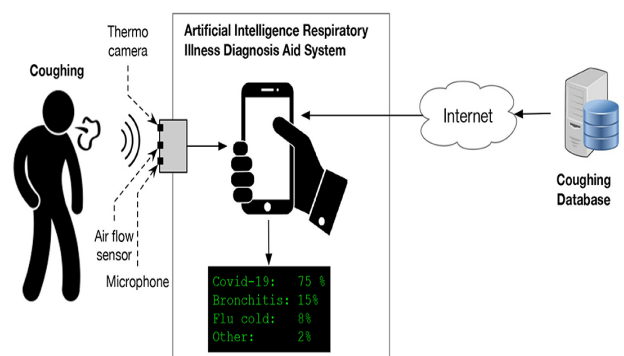 Thermo
camera
Artificial Intelligence Respiratory
Illness Diagnosis Aid System
Coughing
Internet
Coughing
Database
Air flow
sensor
Microphone
Covid-19: 75 %
Bronchitis: 15%
Flu cold: 8%
Other: 2%